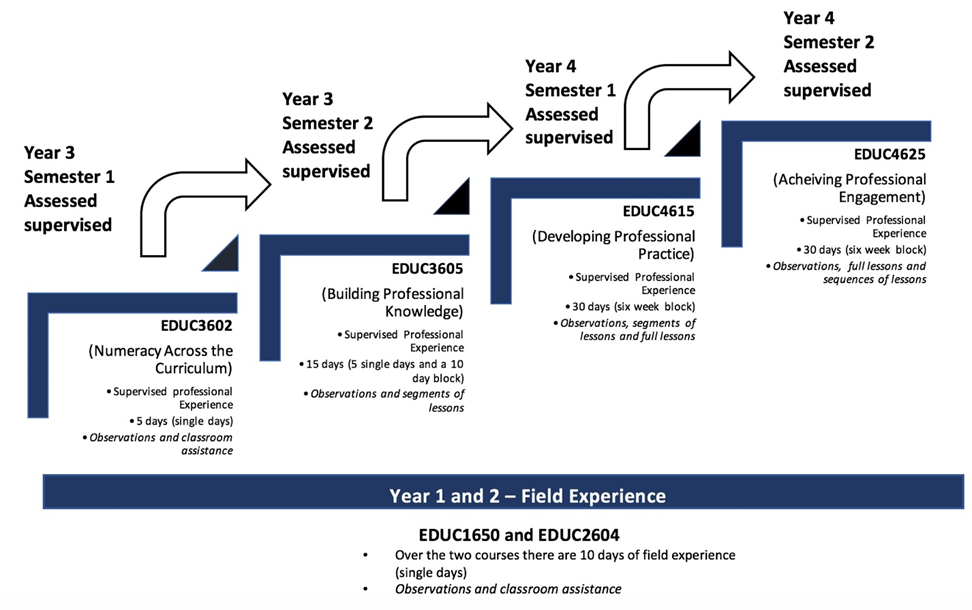 Year 3
Semester 1
Assessed
supervised
EDUC3602
(Numeracy Across the
Curriculum)
• Supervised professional
Experience
• 5 days (single days)
• Observations and classroom
assistance
Year 3
Semester 2
Assessed
supervised
EDUC3605
(Building Professional
Knowledge)
• Supervised Professional
Experience
• 15 days (5 single days and a 10
day block)
• Observations and segments of
lessons
Year 4
Semester 1
Assessed
supervised
EDUC4615
(Developing Professional
Practice)
• Supervised Professional
Experience
• 30 days (six week block)
• Observations, segments of
lessons and full lessons
Year 4
Semester 2
Assessed
supervised
EDUC4625
(Acheiving Professional
Engagement)
• Supervised Professional
Experience
• 30 days (six week block)
• Observations, full lessons and
sequences of lessons
Year 1 and 2 – Field Experience
EDUC1650 and EDUC2604
• Over the two courses there are 10 days of field experience
(single days)
• Observations and classroom assistance